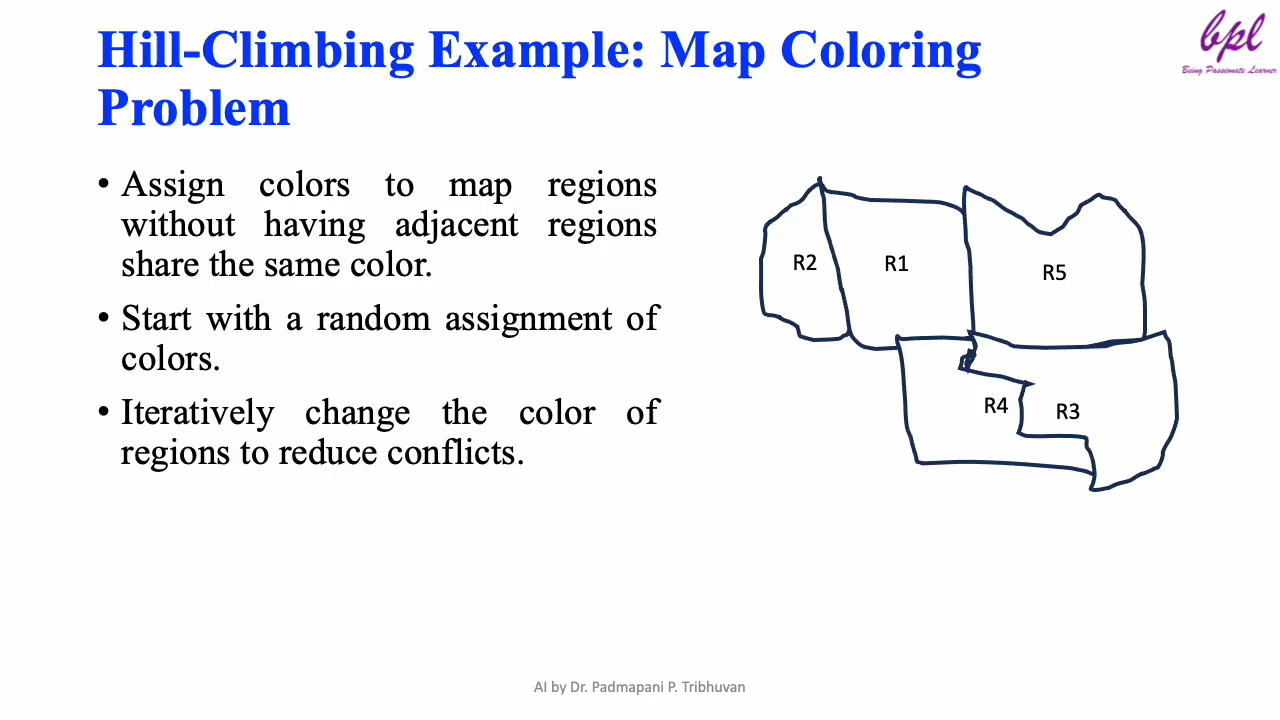 Hill-Climbing Example: Map Coloring
Problem
bpl
Being Passionate Learner
• Assign colors to map regions
without having adjacent regions
share the same color.
• Start with a random assignment of
colors.
• Iteratively change the color of
regions to reduce conflicts.
R2
R1
R5
R4
R3
AI by Dr. Padmapani P. Tribhuvan